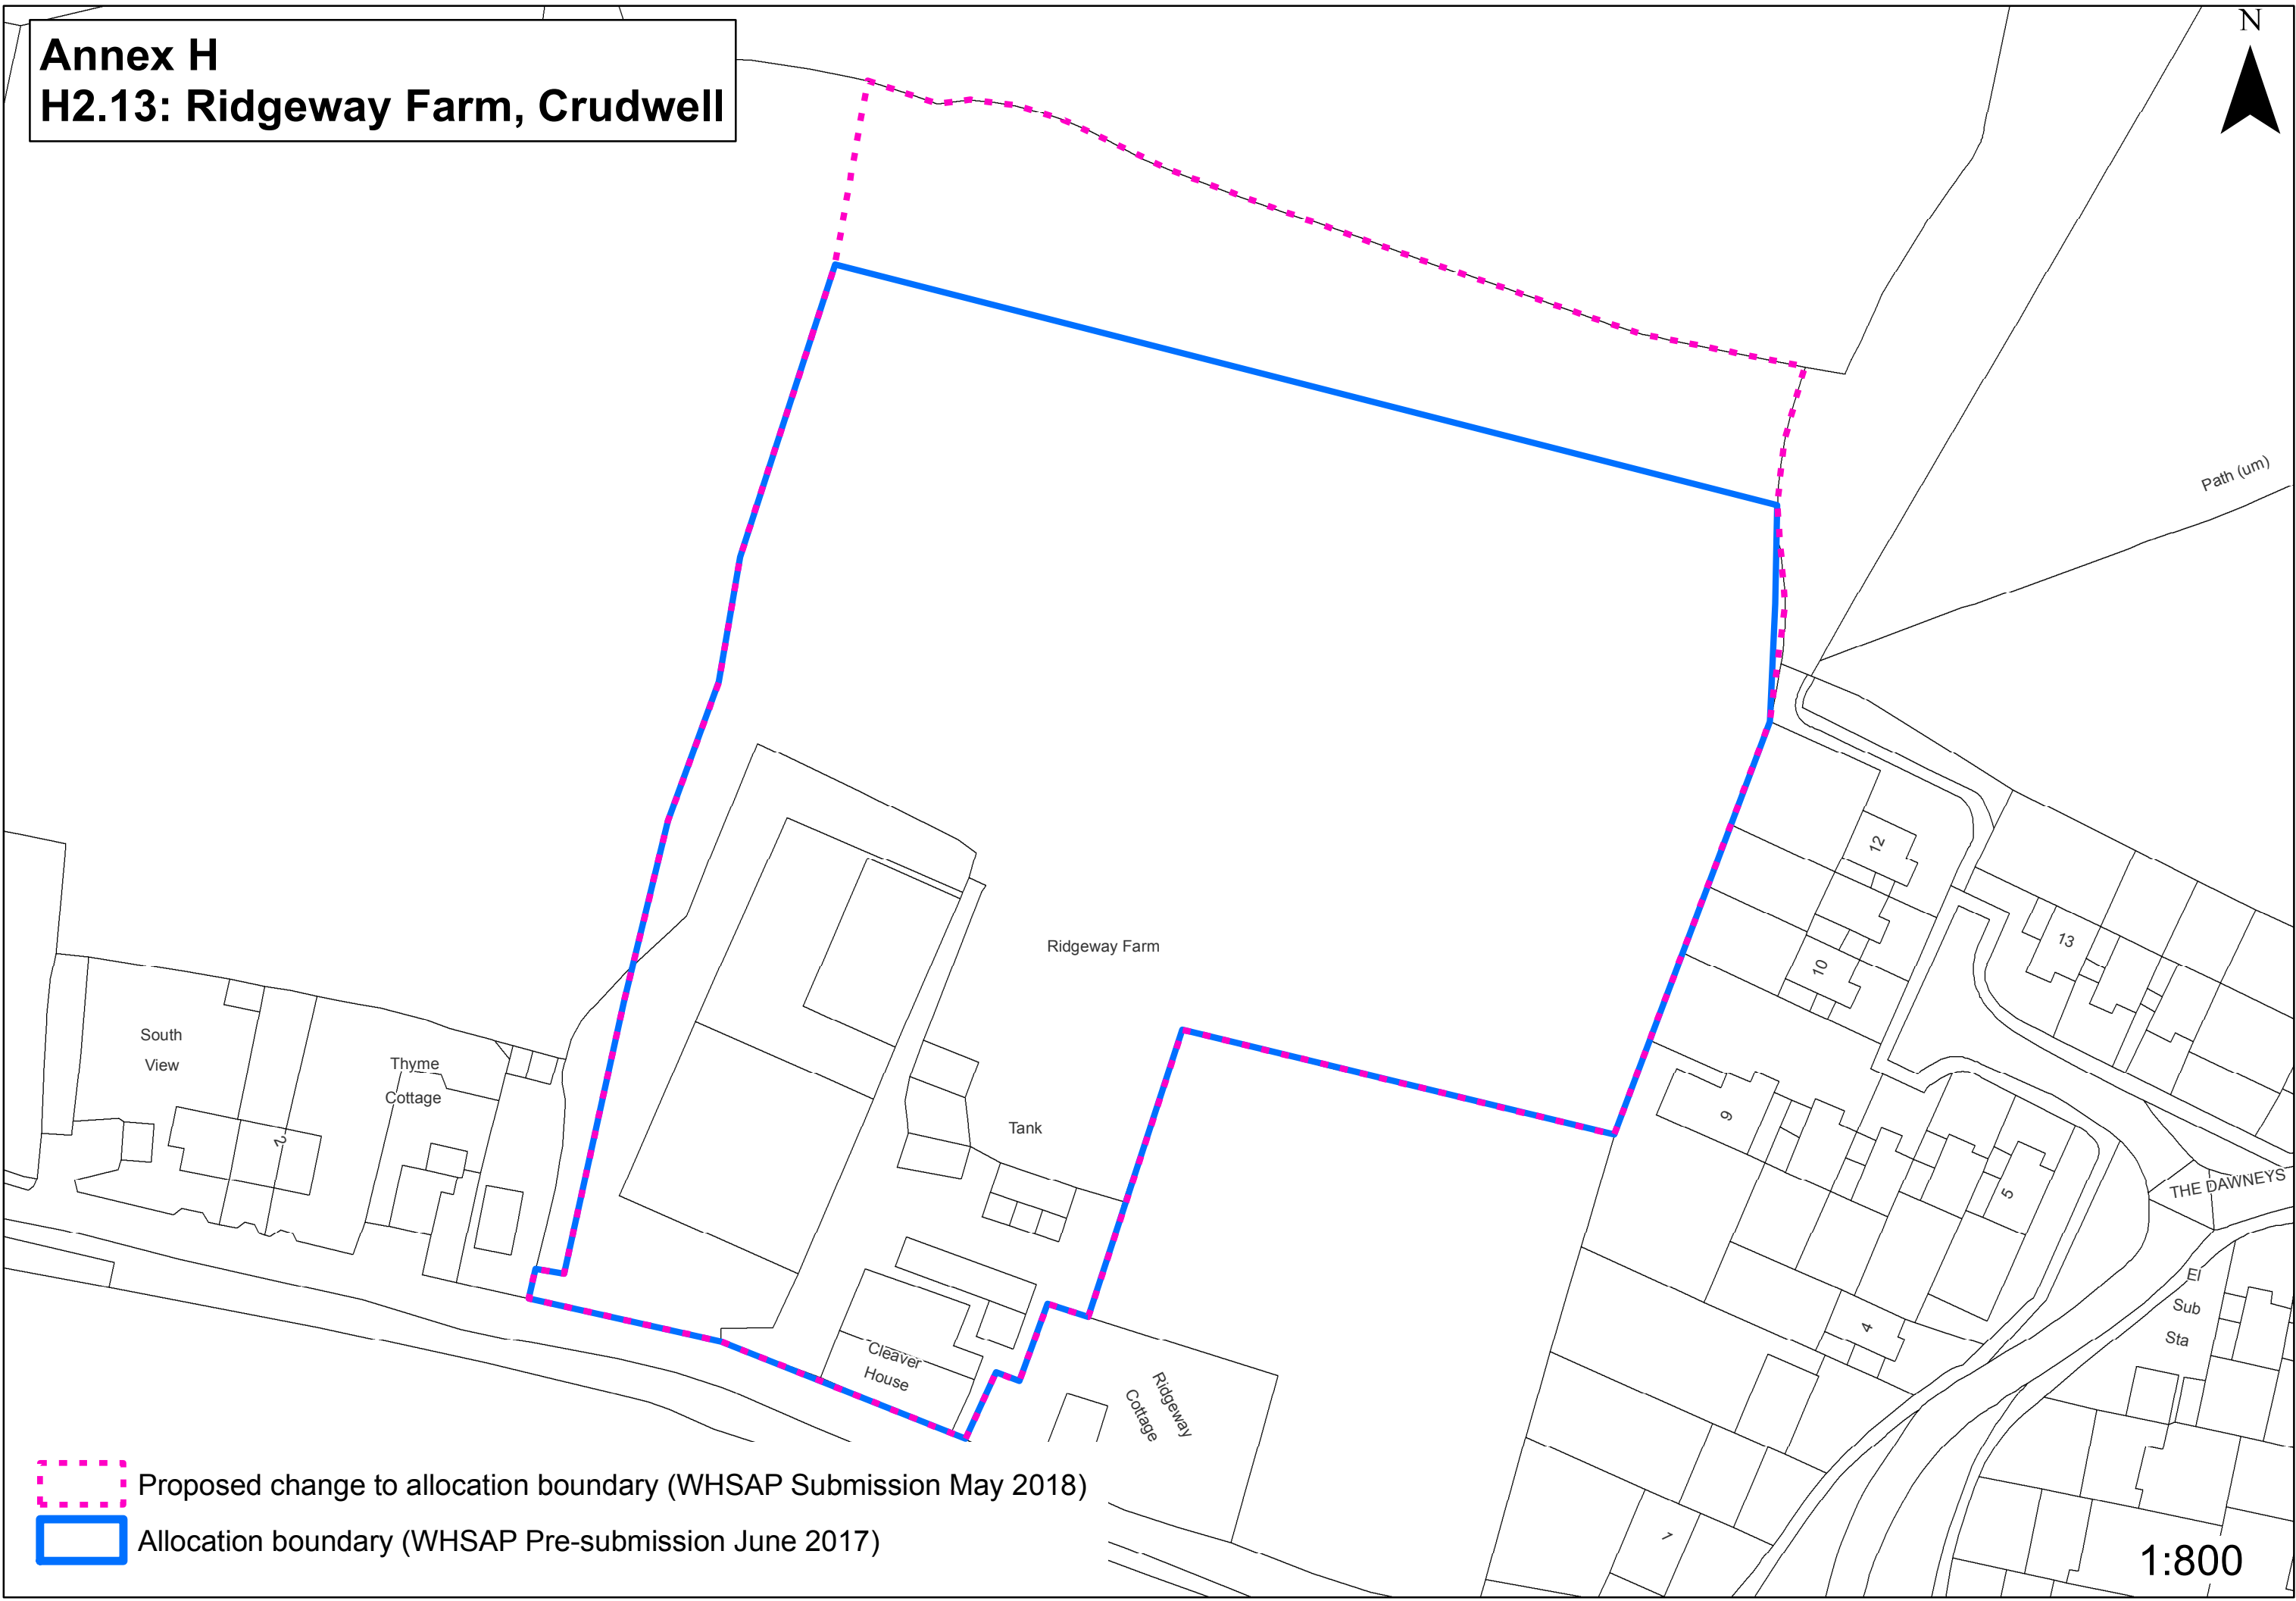 Annex H
H2.13: Ridgeway Farm, Crudwell
N
Path (um)
12
13
10
Ridgeway Farm
South
View
Thyme
Cottage
Tank
2
9
5
THE DAWNEYS
El
Sub
Sta
4
Cleaver
House
Ridgeway
Cottage
1
Proposed change to allocation boundary (WHSAP Submission May 2018)
Allocation boundary (WHSAP Pre-submission June 2017)
1:800